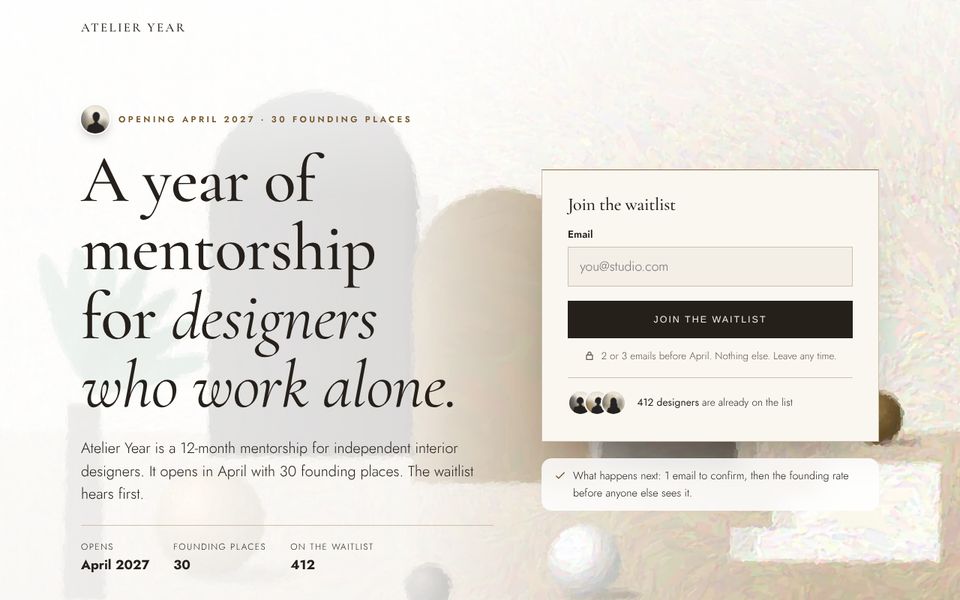 ATELIER YEAR
OPENING APRIL 2027 · 30 FOUNDING PLACES
A year of
mentorship
for designers
who work alone.
Atelier Year is a 12-month mentorship for independent interior
designers. It opens in April with 30 founding places. The waitlist
hears first.
OPENS
April 2027
FOUNDING PLACES
30
ON THE WAITLIST
412
Join the waitlist
Email
you@studio.com
JOIN THE WAITLIST
2 or 3 emails before April. Nothing else. Leave any time.
412 designers are already on the list
What happens next: 1 email to confirm, then the founding rate
before anyone else sees it.